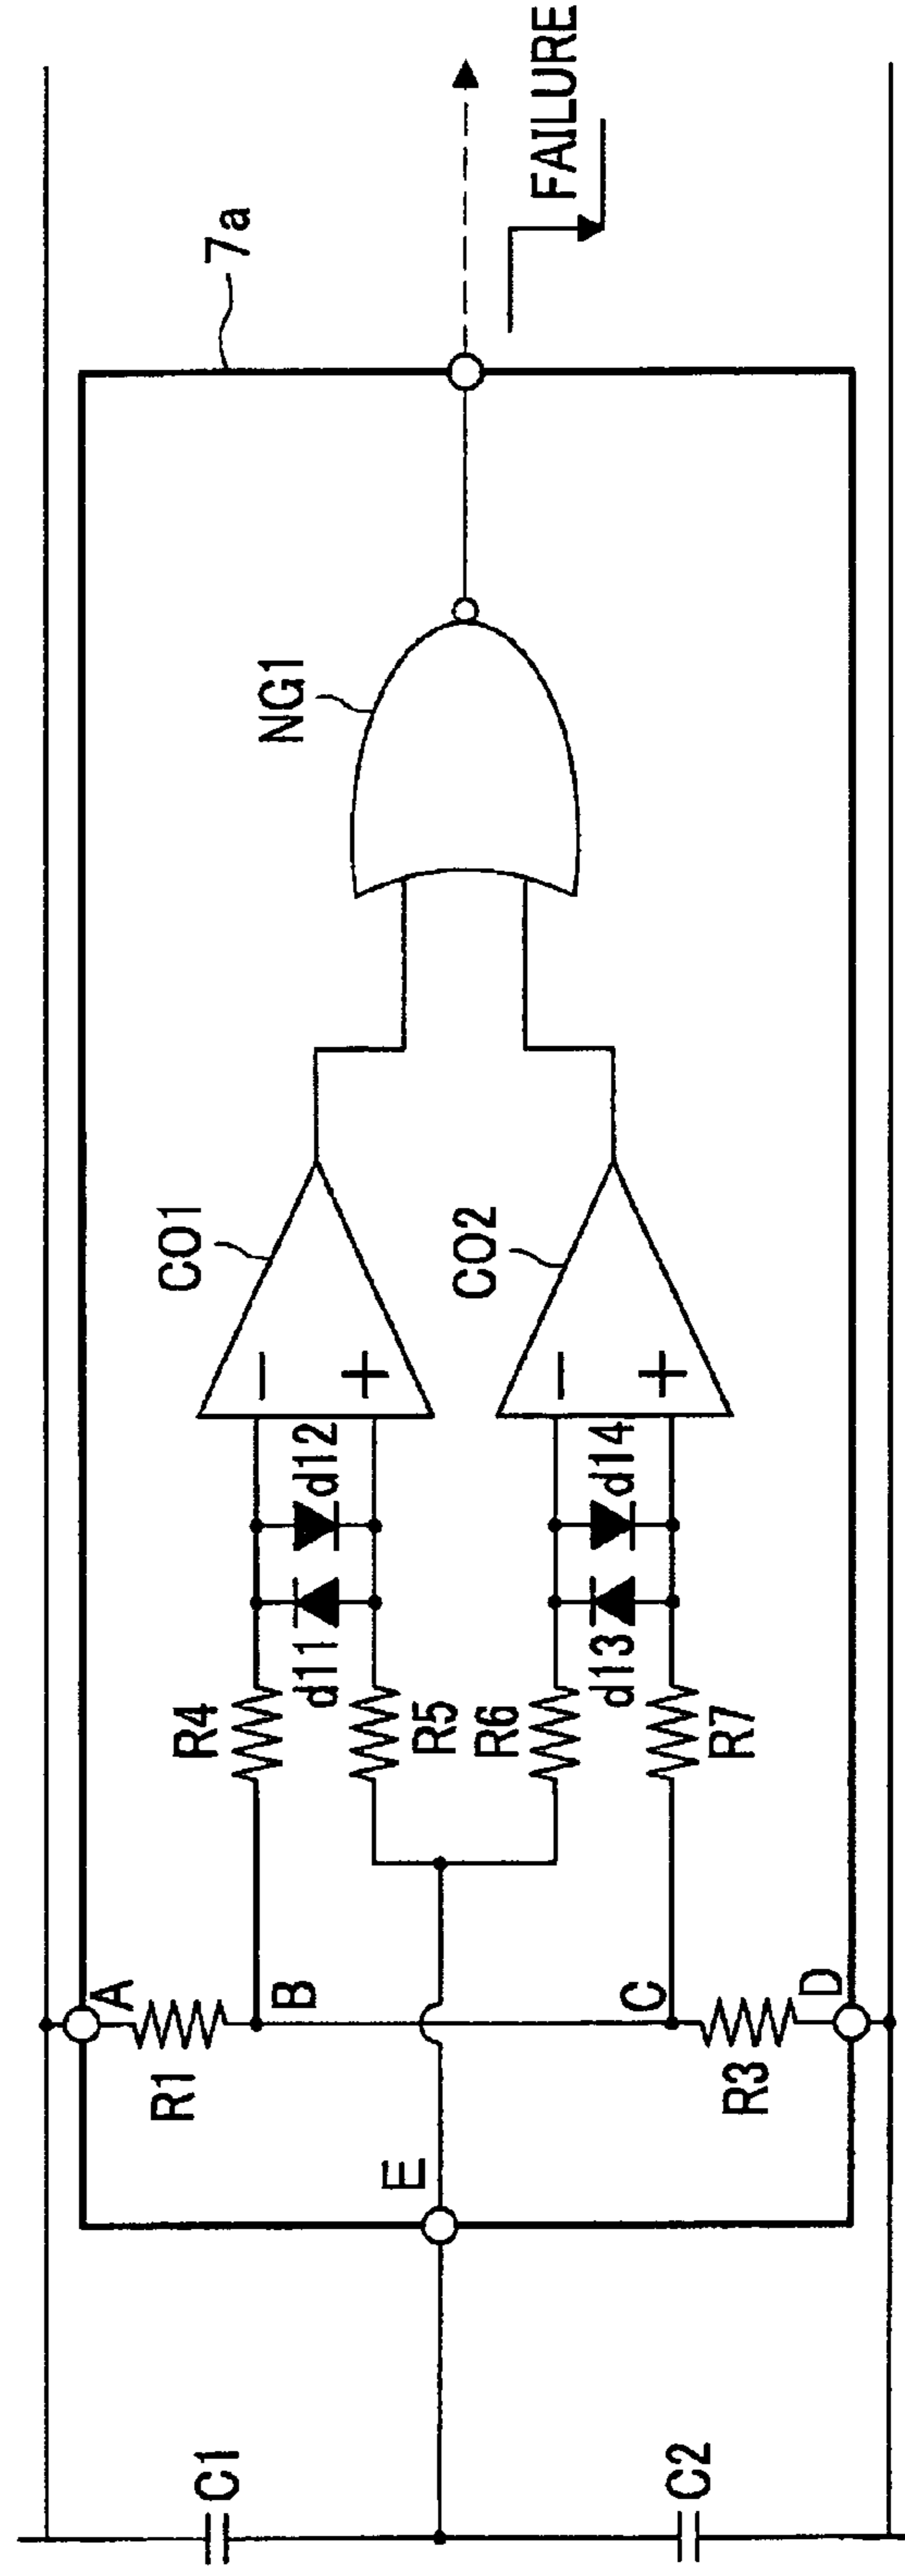 FAILURE
7a
NG1
CO1
CO2
−
+
−
+
d12
d11
d14
d13
R4
R5
R6
R7
A
B
C
D
R1
R3
E
C1
C2